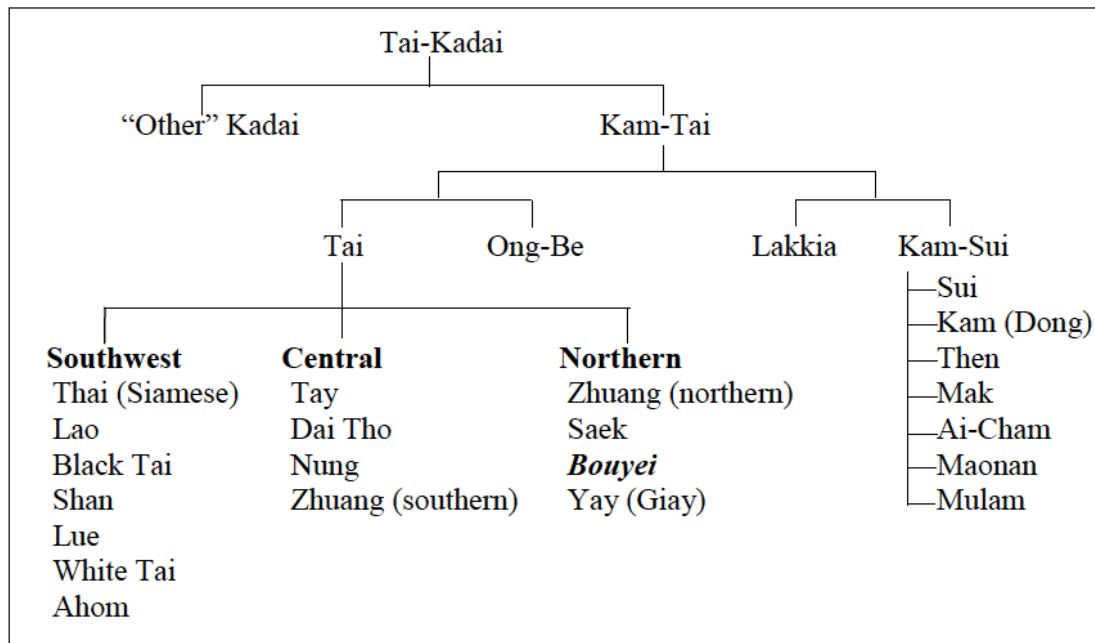 Tai-Kadai
“Other” Kadai
Kam-Tai
Tai
Ong-Be
Lakkia
Kam-Sui
Sui
Kam (Dong)
Then
Mak
Ai-Cham
Maonan
Mulam
Southwest
Thai (Siamese)
Lao
Black Tai
Shan
Lue
White Tai
Ahom
Central
Tay
Dai Tho
Nung
Zhuang (southern)
Northern
Zhuang (northern)
Saek
Bouyei
Yay (Giay)